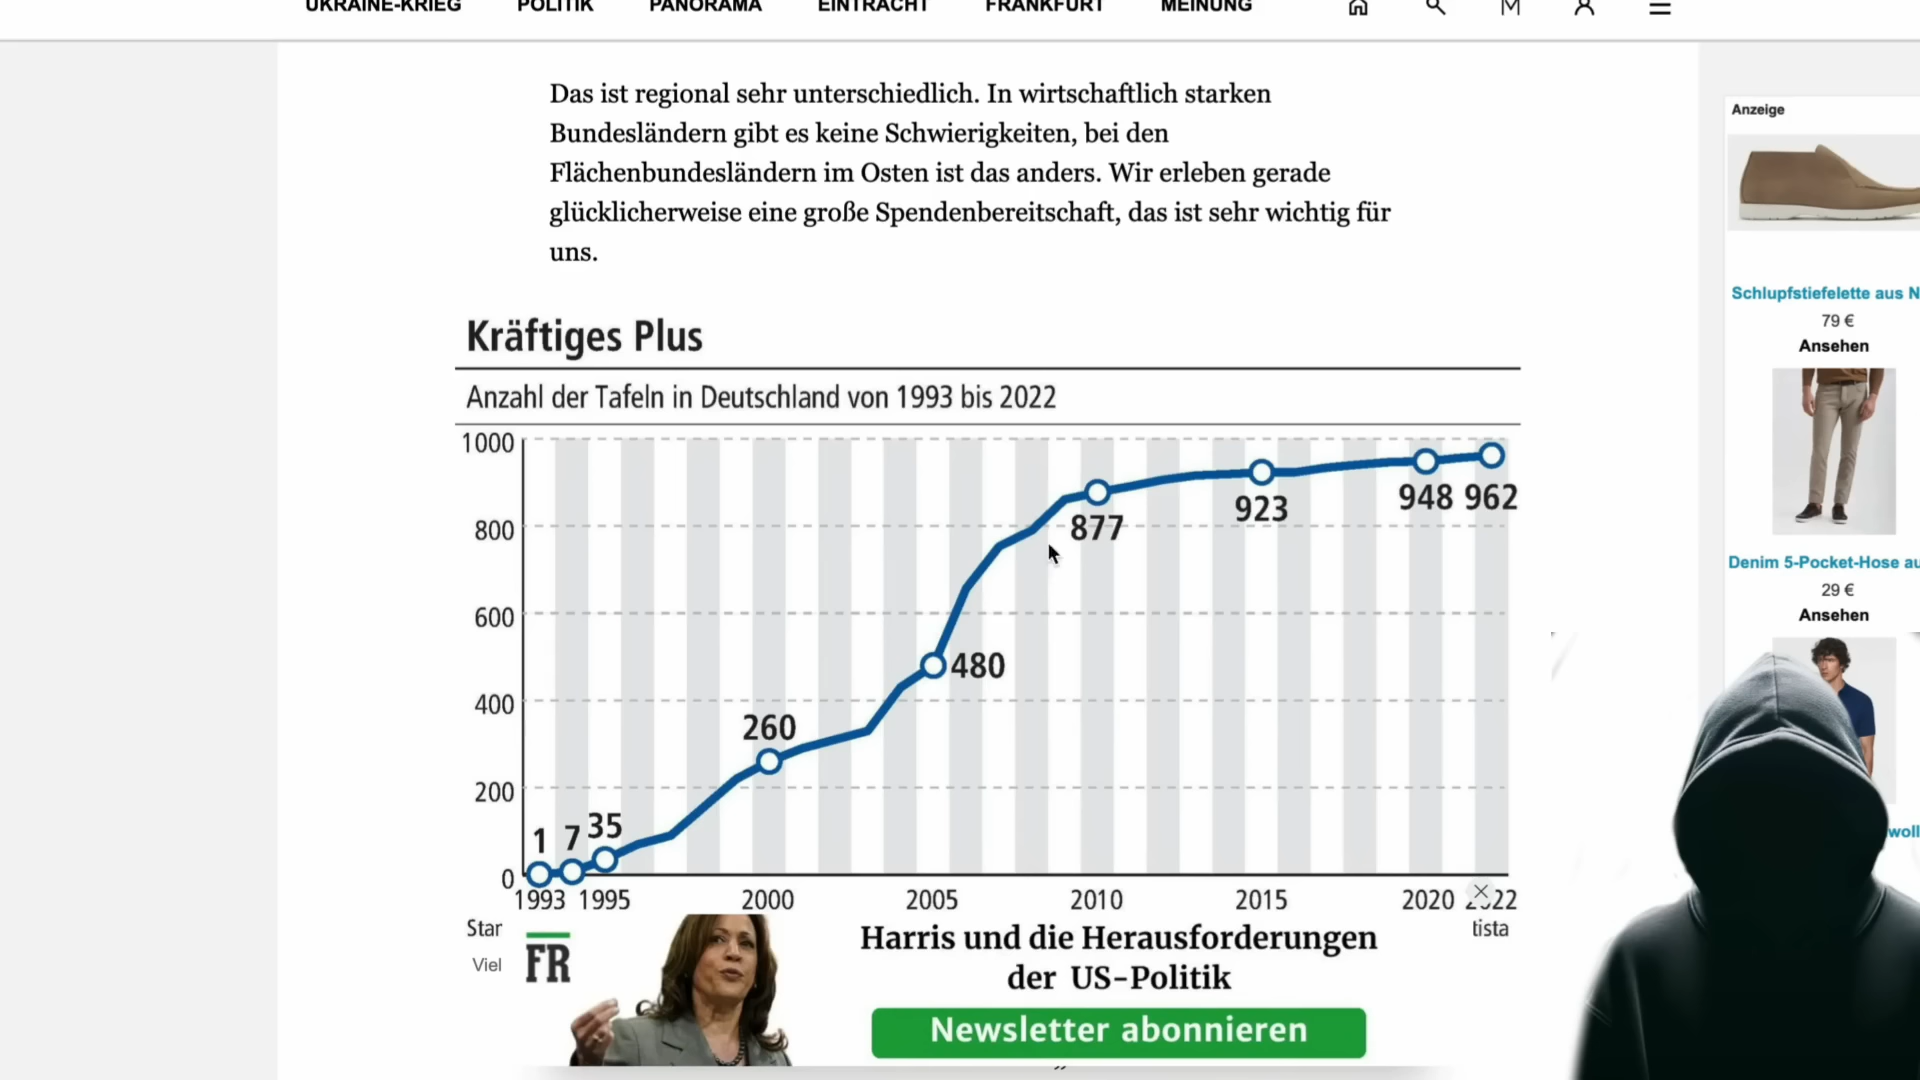 UKRAINE-KRIEG POLITIK PANORAMA EINTRACHT FRANKFURT MEINUNG
Das ist regional sehr unterschiedlich. In wirtschaftlich starken
Bundesländern gibt es keine Schwierigkeiten, bei den
Flächenbundesländern im Osten ist das anders. Wir erleben gerade
glücklicherweise eine große Spendenbereitschaft, das ist sehr wichtig für
uns.
Kräftiges Plus
Anzahl der Tafeln in Deutschland von 1993 bis 2022
1000
800
600
400
200
0
1 7 35
260
480
877
923
948 962
1993 1995 2000 2005 2010 2015 2020 2022
Star
tista
Viel
FR
Harris und die Herausforderungen
der US-Politik
Newsletter abonnieren
Anzeige
Schlupfstiefelette aus N
79 €
Ansehen
Denim 5-Pocket-Hose au
29 €
Ansehen
woll